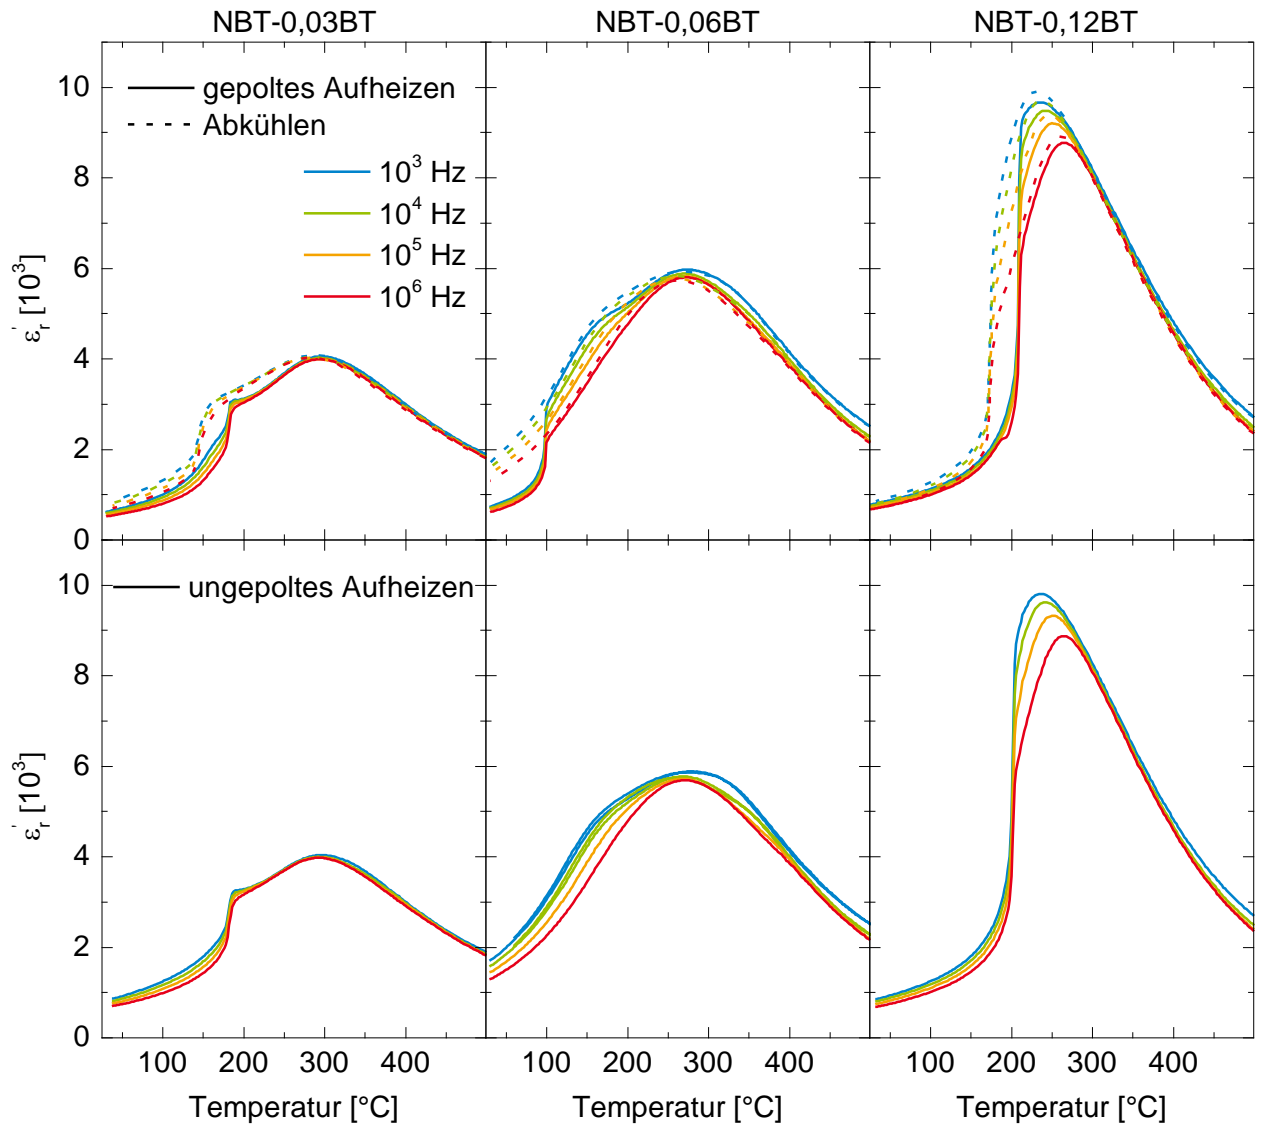 NBT-0,03BT NBT-0,06BT NBT-0,12BT
gepoltes Aufheizen
Abkühlen
10³ Hz
10⁴ Hz
10⁵ Hz
10⁶ Hz
10
8
6
4
2
0
εᵣ' [10³]
ungepoltes Aufheizen
10
8
6
4
2
0
εᵣ' [10³]
100 200 300 400 100 200 300 400 100 200 300 400
Temperatur [°C] Temperatur [°C] Temperatur [°C]